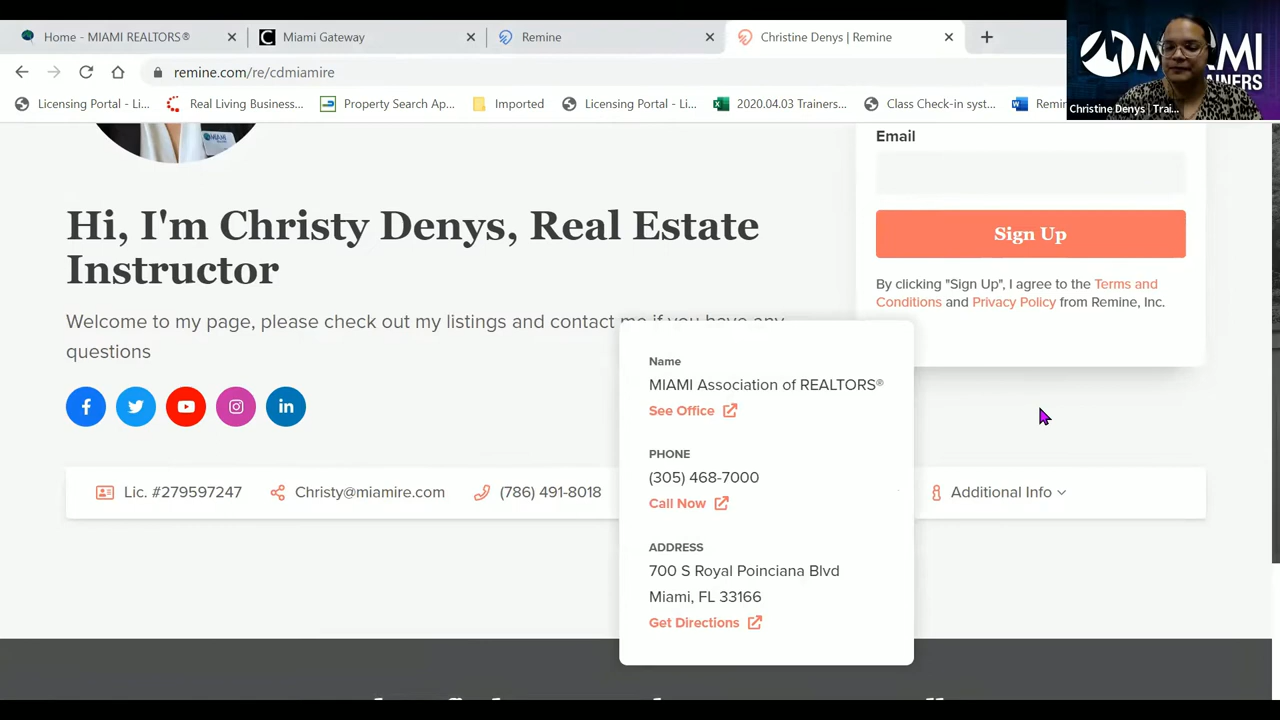 Home - MIAMI REALTORS®
Miami Gateway
Remine
Christine Denys | Remine
remine.com/re/cdmiamire
Licensing Portal - Li...
Real Living Business...
Property Search Ap...
Imported
Licensing Portal - Li...
2020.04.03 Trainers...
Class Check-in syst...
Christine Denys | Trai...
Email
Sign Up
By clicking "Sign Up", I agree to the Terms and
Conditions and Privacy Policy from Remine, Inc.
Hi, I'm Christy Denys, Real Estate
Instructor
Welcome to my page, please check out my listings and contact me if you have any
questions
Lic. #279597247
Christy@miamire.com
(786) 491-8018
Name
MIAMI Association of REALTORS®
See Office
PHONE
(305) 468-7000
Call Now
ADDRESS
700 S Royal Poinciana Blvd
Miami, FL 33166
Get Directions
Additional Info